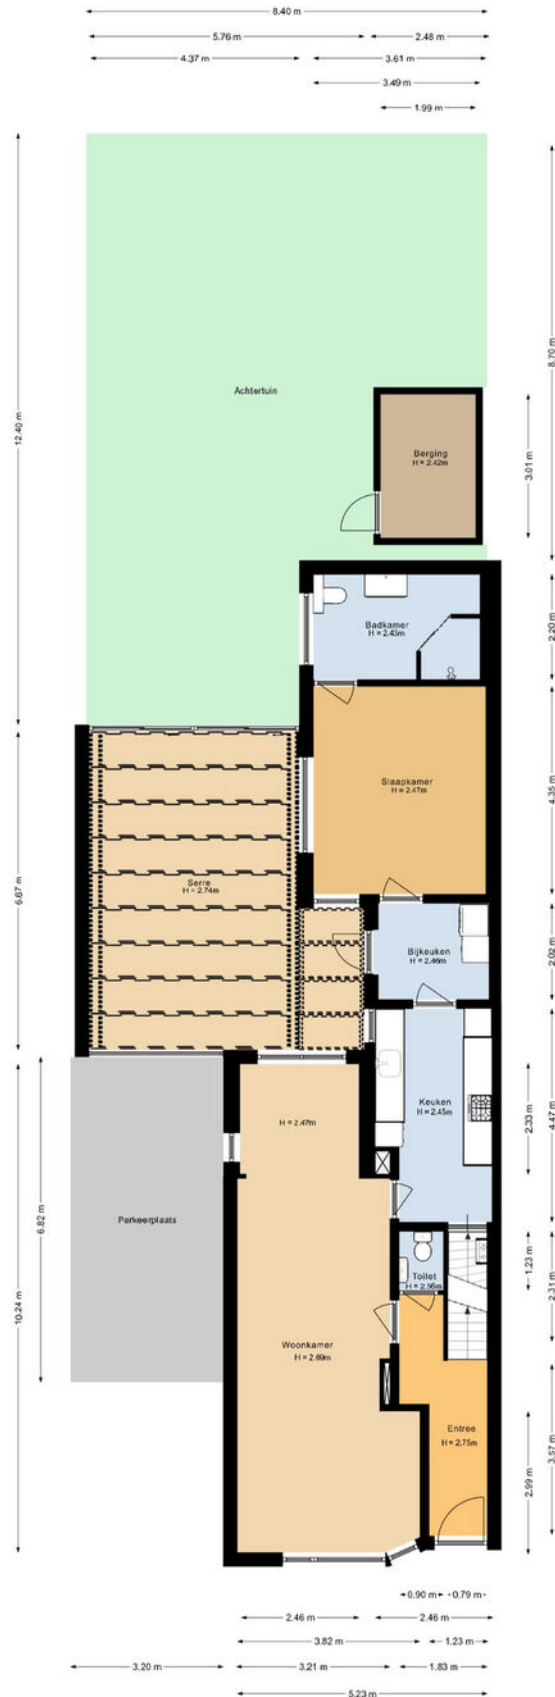 8.40 m
5.76 m
2.48 m
4.37 m
3.61 m
3.49 m
1.99 m
12.40 m
8.70 m
Achtertuin
3.01 m
Berging
H = 2.42m
Badkamer
H = 2.43m
2.20 m
Slaapkamer
H = 2.47m
4.35 m
6.67 m
Serre
H = 2.74m
Bijkeuken
H = 2.46m
2.02 m
Keuken
H = 2.45m
2.33 m
4.47 m
H = 2.47m
6.82 m
Parkeerplaats
10.24 m
Toilet
H = 2.56m
1.23 m
2.31 m
Woonkamer
H = 2.69m
Entree
H = 2.75m
2.99 m
3.57 m
0.90 m
0.79 m
2.46 m
2.46 m
3.82 m
1.23 m
3.20 m
3.21 m
1.83 m
5.23 m